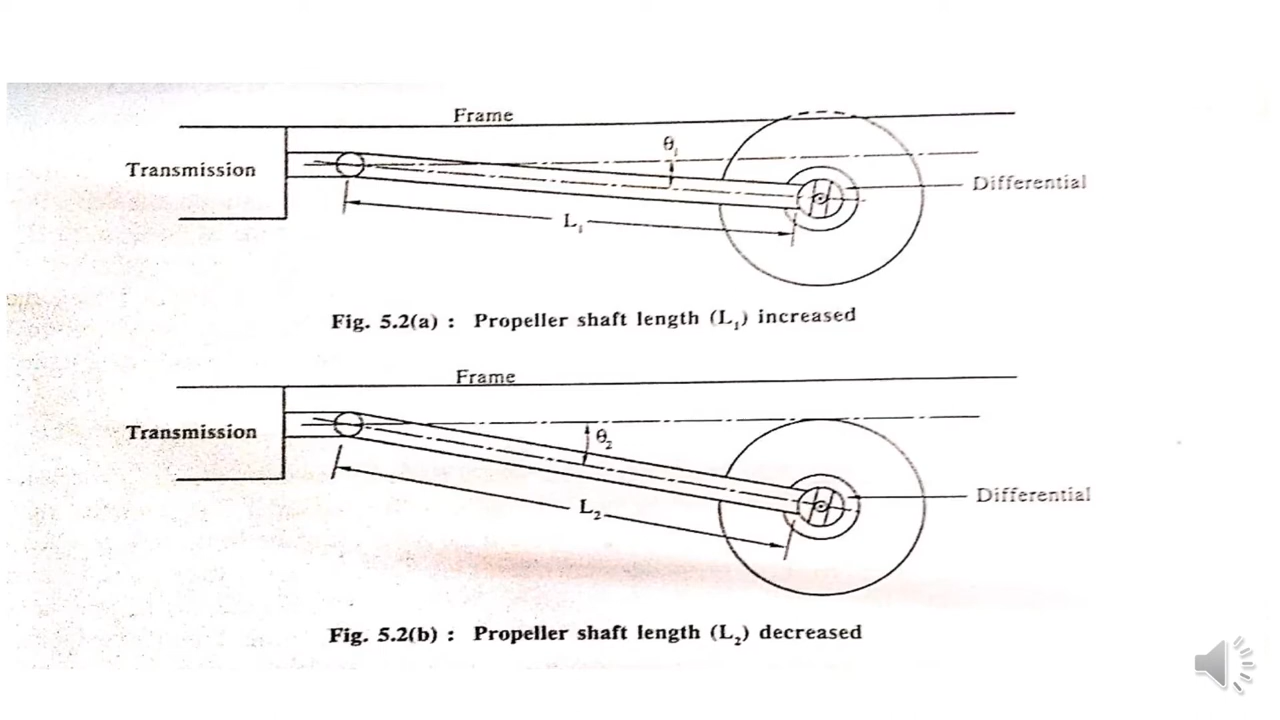 Frame
θ₁
Transmission
Differential
L₁
Fig. 5.2(a) : Propeller shaft length (L₁) increased
Frame
Transmission
θ₂
Differential
L₂
Fig. 5.2(b) : Propeller shaft length (L₂) decreased